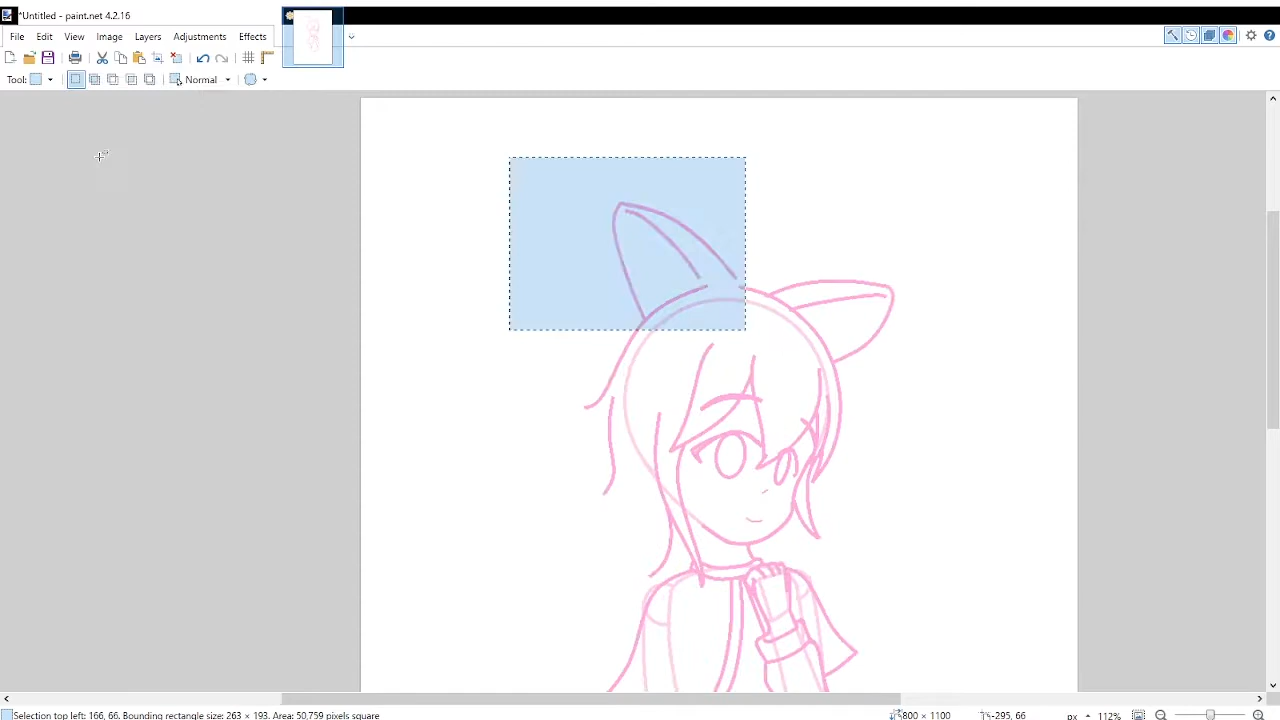 *Untitled - paint.net 4.2.16
File Edit View Image Layers Adjustments Effects
Tool: Normal
Selection top left: 166, 66. Bounding rectangle size: 263 × 193. Area: 50,759 pixels square 800 × 1100 -295, 66 px 112%